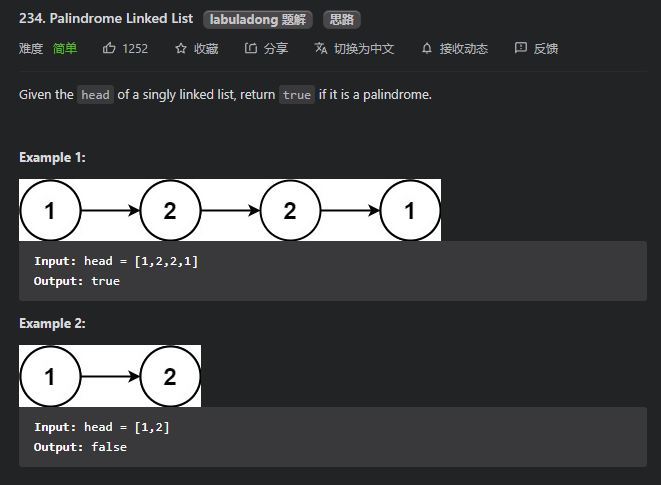 234. Palindrome Linked List labuladong 题解 思路
难度 简单 1252 收藏 分享 切换为中文 接收动态 反馈
Given the head of a singly linked list, return true if it is a palindrome.
Example 1:
1 2 2 1
Input: head = [1,2,2,1]
Output: true
Example 2:
1 2
Input: head = [1,2]
Output: false